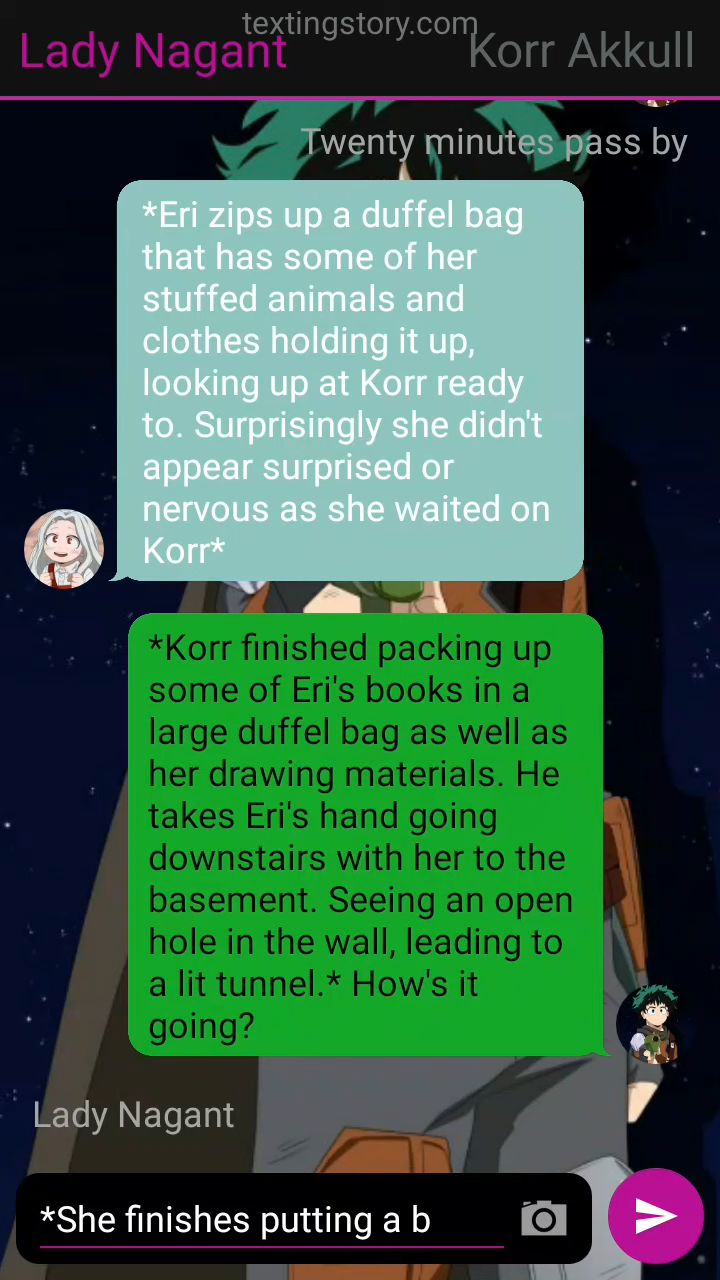 textingstory.com
Lady Nagant
Korr Akkull
Twenty minutes pass by
*Eri zips up a duffel bag
that has some of her
stuffed animals and
clothes holding it up,
looking up at Korr ready
to. Surprisingly she didn't
appear surprised or
nervous as she waited on
Korr*
*Korr finished packing up
some of Eri's books in a
large duffel bag as well as
her drawing materials. He
takes Eri's hand going
downstairs with her to the
basement. Seeing an open
hole in the wall, leading to
a lit tunnel.* How's it
going?
Lady Nagant
*She finishes putting a b